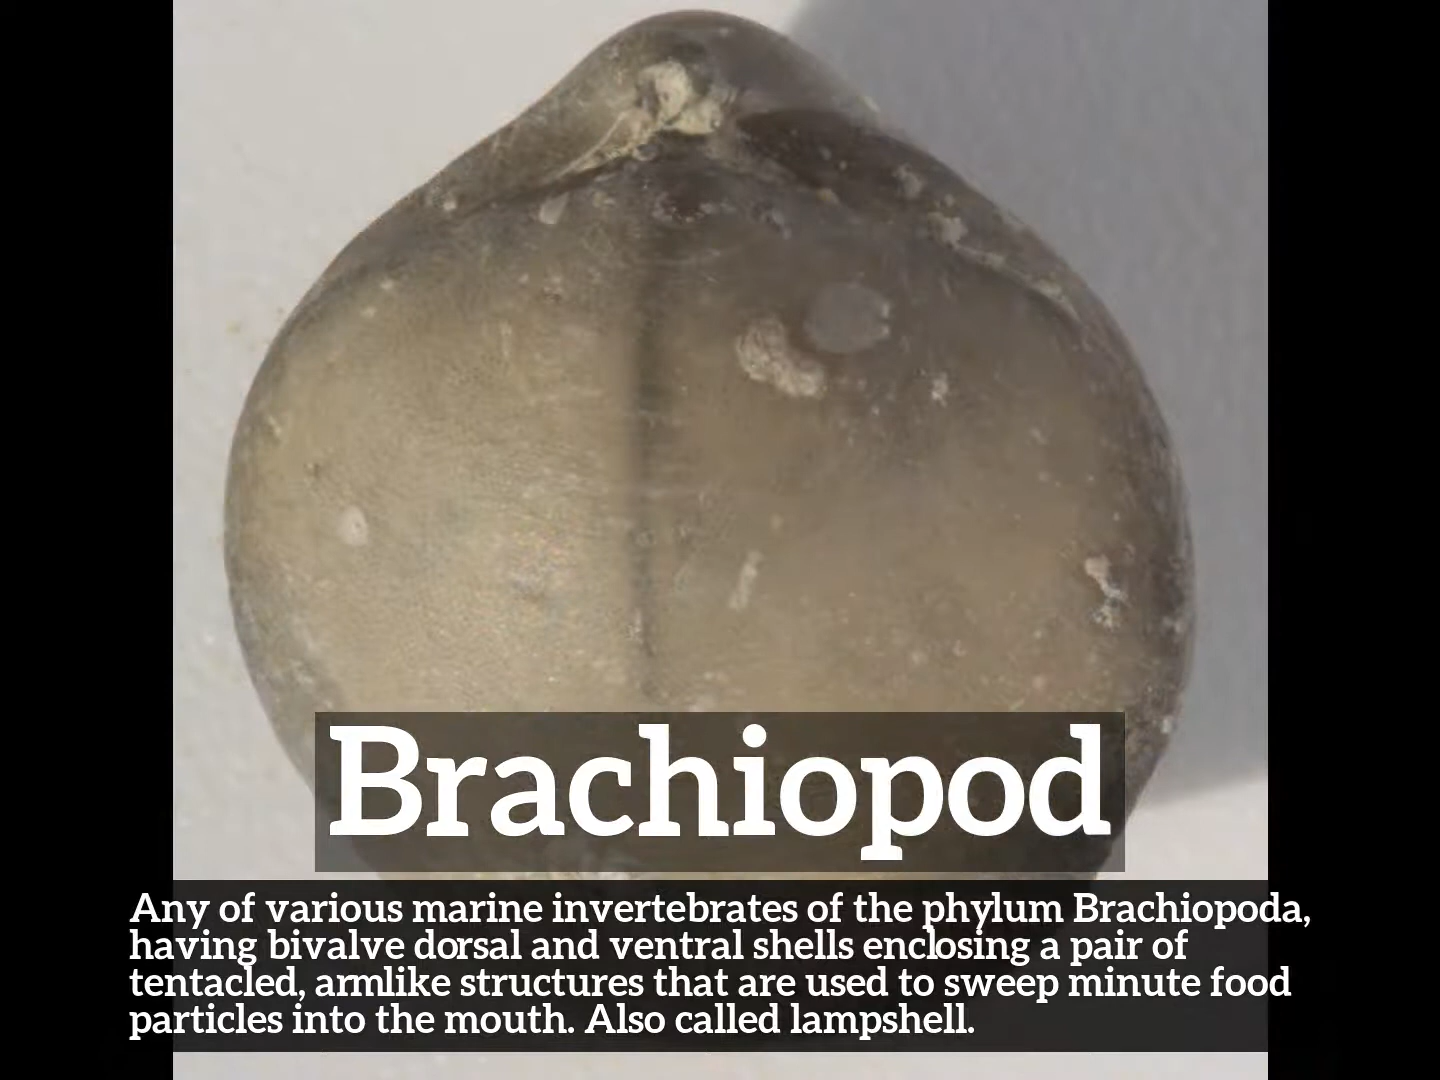 Brachiopod
Any of various marine invertebrates of the phylum Brachiopoda,
having bivalve dorsal and ventral shells enclosing a pair of
tentacled, armlike structures that are used to sweep minute food
particles into the mouth. Also called lampshell.